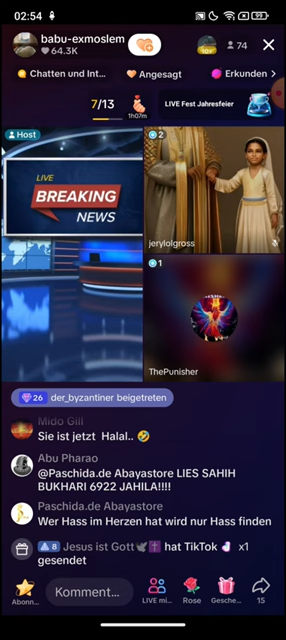 02:54
99
babu-exmoslem
64.3K
74
Chatten und Int...
Angesagt
Erkunden
7/13
1h07m
LIVE Fest Jahresfeier
Host
LIVE
BREAKING
NEWS
2
jerylolgross
1
ThePunisher
26 der_byzantiner beigetreten
Mido Gill
Sie ist jetzt Halal.. 🤣
Abu Pharao
@Paschida.de Abayastore LIES SAHIH
BUKHARI 6922 JAHILA!!!!
Paschida.de Abayastore
Wer Hass im Herzen hat wird nur Hass finden
8 Jesus ist Gott🕊️✝️ hat TikTok x1
gesendet
Abonn...
Komment...
LIVE mi...
Rose
Gesche...
15